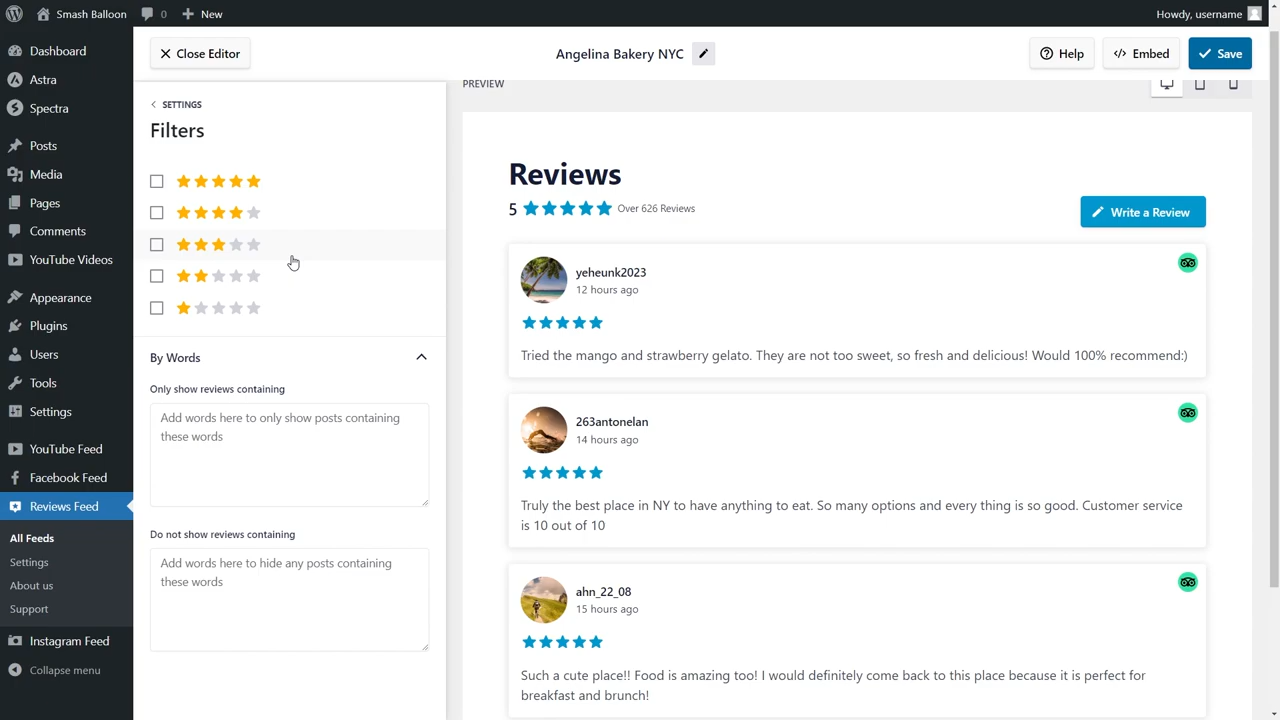 Smash Balloon
0
New
Howdy, username
Dashboard
Astra
Spectra
Posts
Media
Pages
Comments
YouTube Videos
Appearance
Plugins
Users
Tools
Settings
YouTube Feed
Facebook Feed
Reviews Feed
All Feeds
Settings
About us
Support
Instagram Feed
Collapse menu
Close Editor
Angelina Bakery NYC
Help
Embed
Save
SETTINGS
Filters
By Words
Only show reviews containing
Add words here to only show posts containing
these words
Do not show reviews containing
Add words here to hide any posts containing
these words
PREVIEW
Reviews
5
Over 626 Reviews
Write a Review
yeheunk2023
12 hours ago
Tried the mango and strawberry gelato. They are not too sweet, so fresh and delicious! Would 100% recommend:)
263antonelan
14 hours ago
Truly the best place in NY to have anything to eat. So many options and every thing is so good. Customer service
is 10 out of 10
ahn_22_08
15 hours ago
Such a cute place!! Food is amazing too! I would definitely come back to this place because it is perfect for
breakfast and brunch!